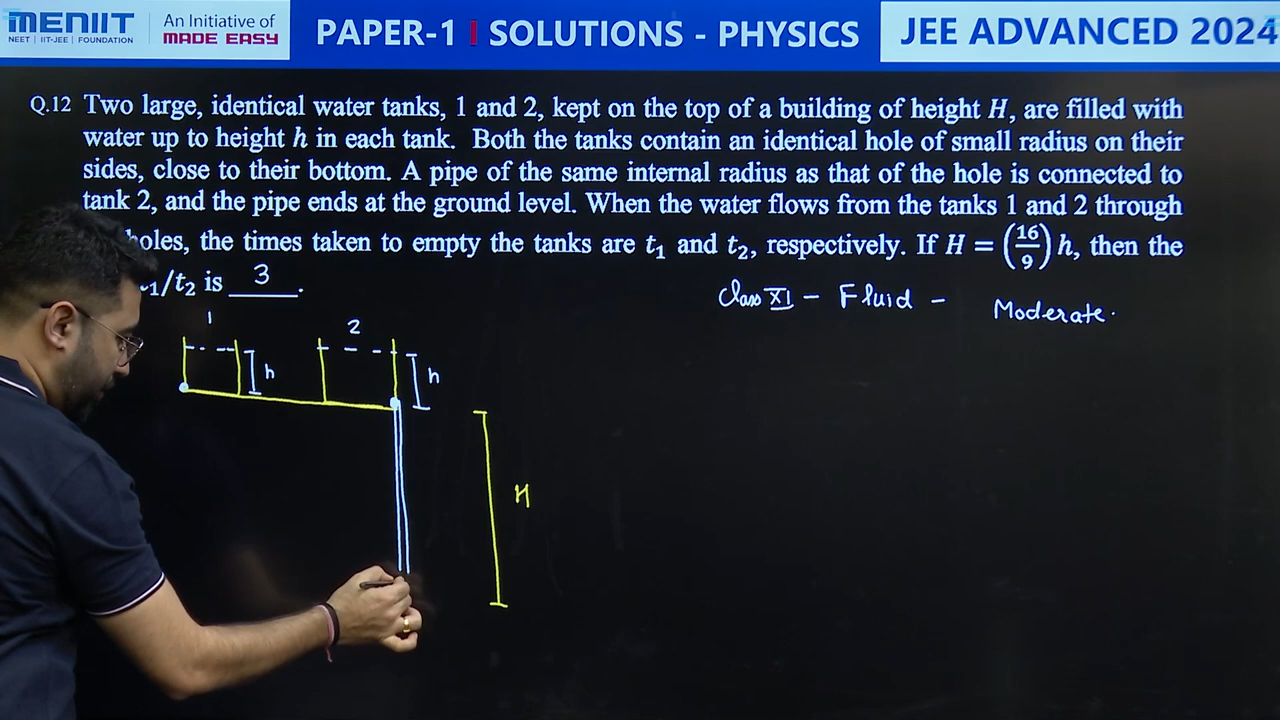 MENIIT
NEET | IIT-JEE | FOUNDATION
An Initiative of
MADE EASY
PAPER-1 | SOLUTIONS - PHYSICS
JEE ADVANCED 2024
Q.12 Two large, identical water tanks, 1 and 2, kept on the top of a building of height H, are filled with
water up to height h in each tank. Both the tanks contain an identical hole of small radius on their
sides, close to their bottom. A pipe of the same internal radius as that of the hole is connected to
tank 2, and the pipe ends at the ground level. When the water flows from the tanks 1 and 2 through
holes, the times taken to empty the tanks are t₁ and t₂, respectively. If H = (16/9) h, then the
t₁/t₂ is 3.
Class XI - Fluid - Moderate.
1
2
h
h
H